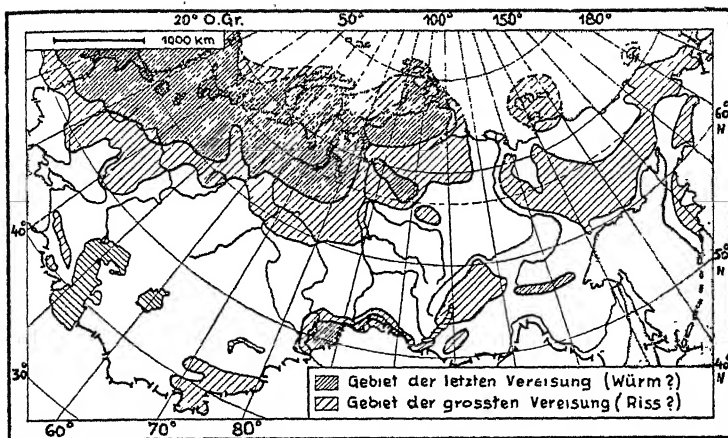 20° O.Gr. 50° 100° 150° 180°
1000 km
60°
N
40°
50°
N
30°
40°
N
Gebiet der letzten Vereisung (Würm?)
Gebiet der grossten Vereisung (Riss?)
60° 70° 80°